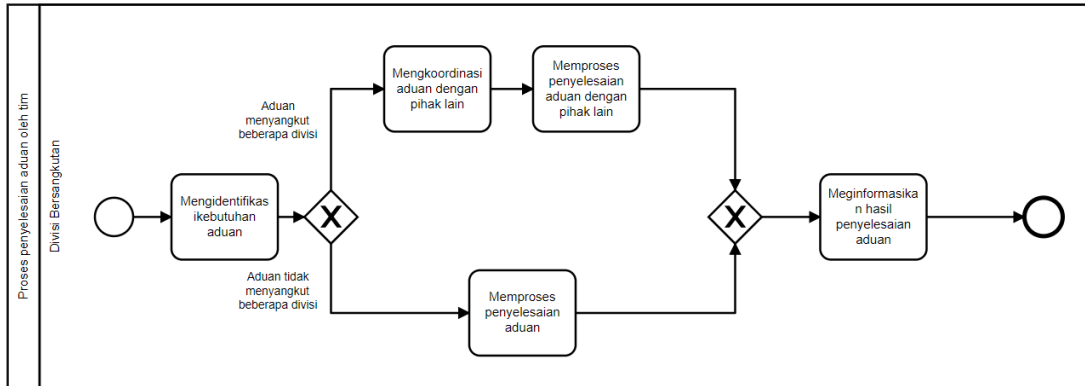 Proses penyelesaian aduan oleh tim
Divisi Bersangkutan
Mengidentifikas
ikebutuhan
aduan
Aduan
menyangkut
beberapa divisi
Mengkoordinasi
aduan dengan
pihak lain
Memproses
penyelesaian
aduan dengan
pihak lain
Aduan tidak
menyangkut
beberapa divisi
Memproses
penyelesaian
aduan
Meginformasika
n hasil
penyelesaian
aduan